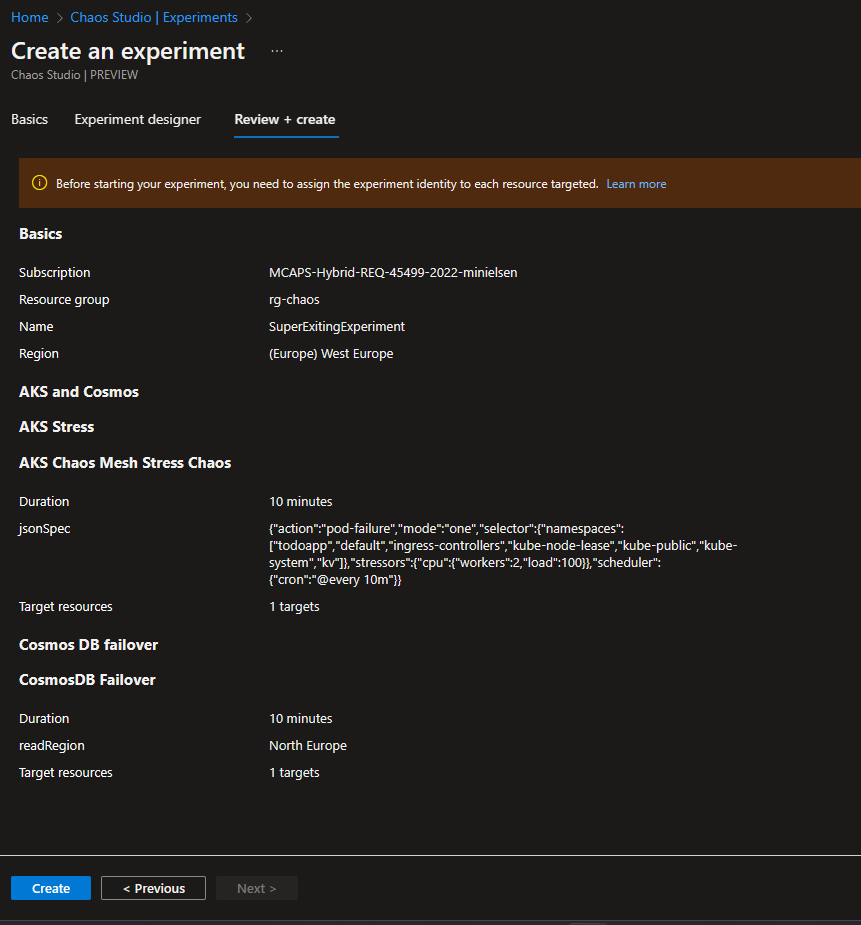 Home > Chaos Studio | Experiments >
Create an experiment ...
Chaos Studio | PREVIEW
Basics Experiment designer Review + create
Before starting your experiment, you need to assign the experiment identity to each resource targeted. Learn more
Basics
Subscription MCAPS-Hybrid-REQ-45499-2022-minielsen
Resource group rg-chaos
Name SuperExitingExperiment
Region (Europe) West Europe
AKS and Cosmos
AKS Stress
AKS Chaos Mesh Stress Chaos
Duration 10 minutes
jsonSpec {"action":"pod-failure","mode":"one","selector":{"namespaces":
["todoapp","default","ingress-controllers","kube-node-lease","kube-public","kube-
system","kv"]},"stressors":{"cpu":{"workers":2,"load":100}},"scheduler":
{"cron":"@every 10m"}}
Target resources 1 targets
Cosmos DB failover
CosmosDB Failover
Duration 10 minutes
readRegion North Europe
Target resources 1 targets
Create < Previous Next >